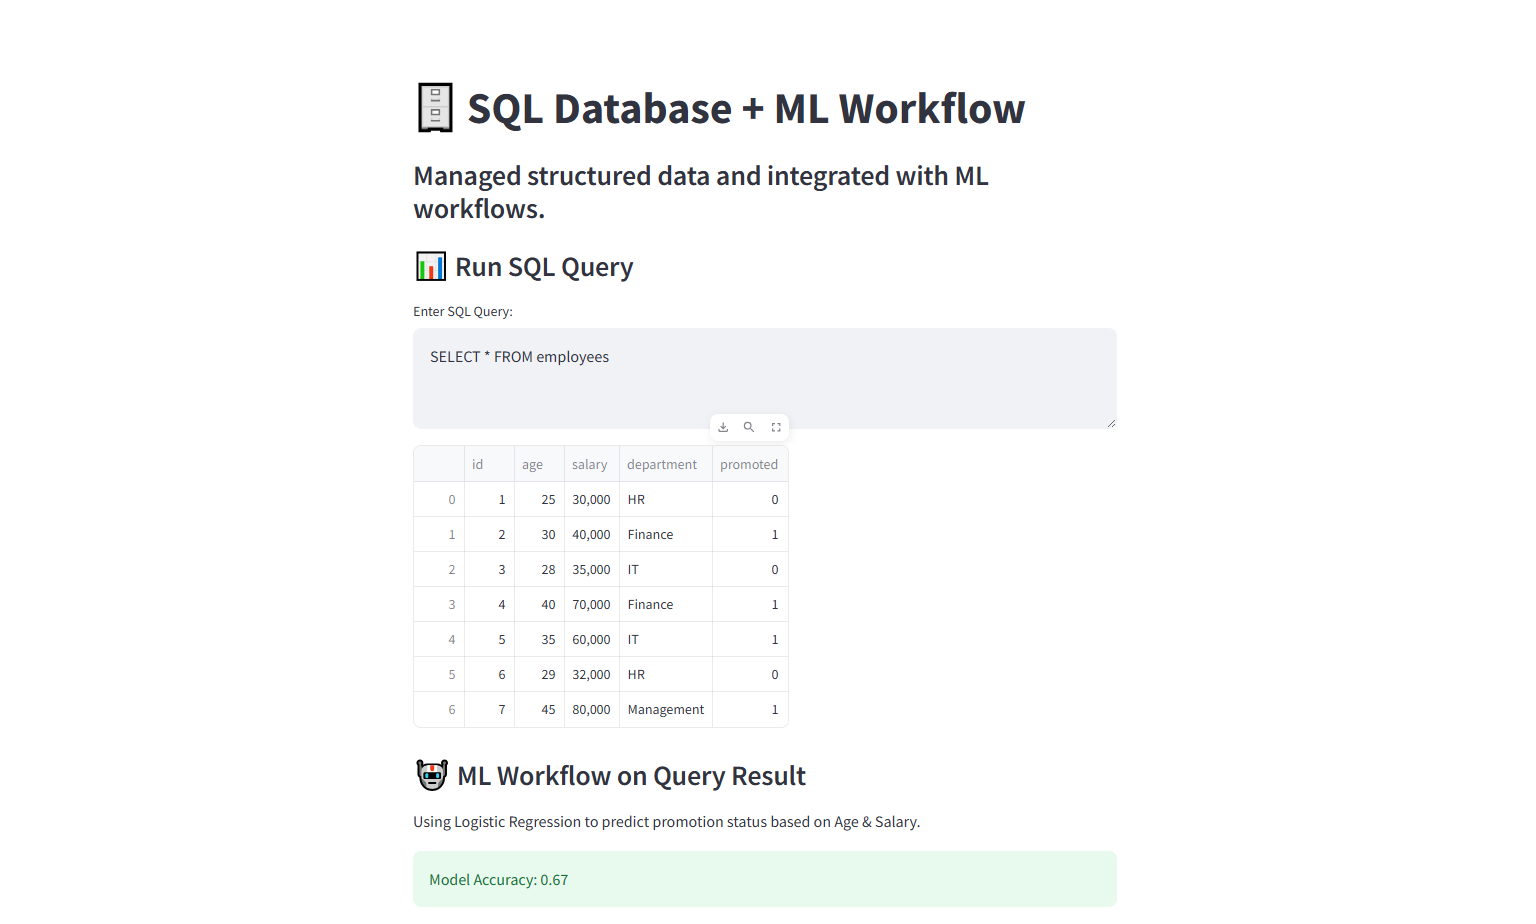 SQL Database + ML Workflow
Managed structured data and integrated with ML
workflows.
Run SQL Query
Enter SQL Query:
SELECT * FROM employees
id age salary department promoted
0 1 25 30,000 HR 0
1 2 30 40,000 Finance 1
2 3 28 35,000 IT 0
3 4 40 70,000 Finance 1
4 5 35 60,000 IT 1
5 6 29 32,000 HR 0
6 7 45 80,000 Management 1
ML Workflow on Query Result
Using Logistic Regression to predict promotion status based on Age & Salary.
Model Accuracy: 0.67